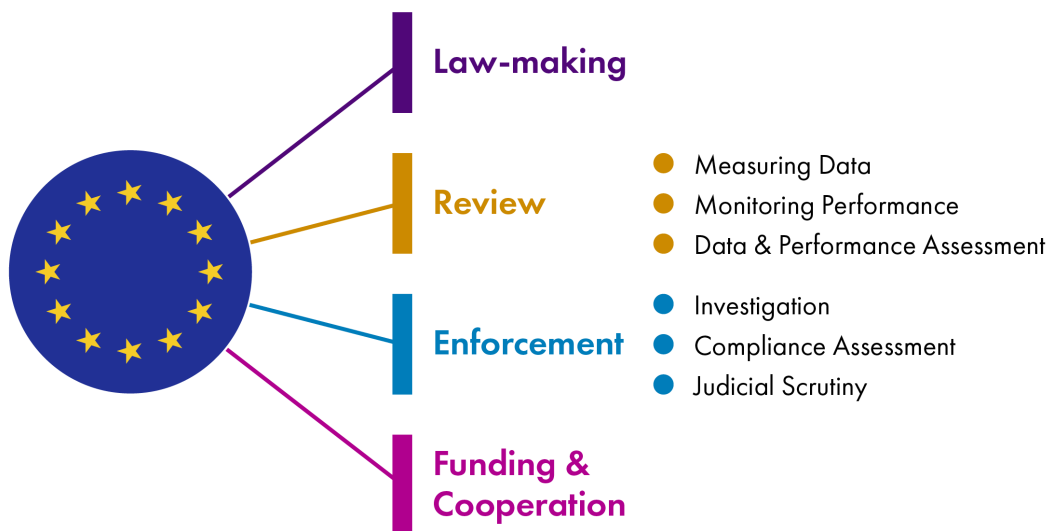 Law-making
Review
Measuring Data
Monitoring Performance
Data & Performance Assessment
Enforcement
Investigation
Compliance Assessment
Judicial Scrutiny
Funding &
Cooperation